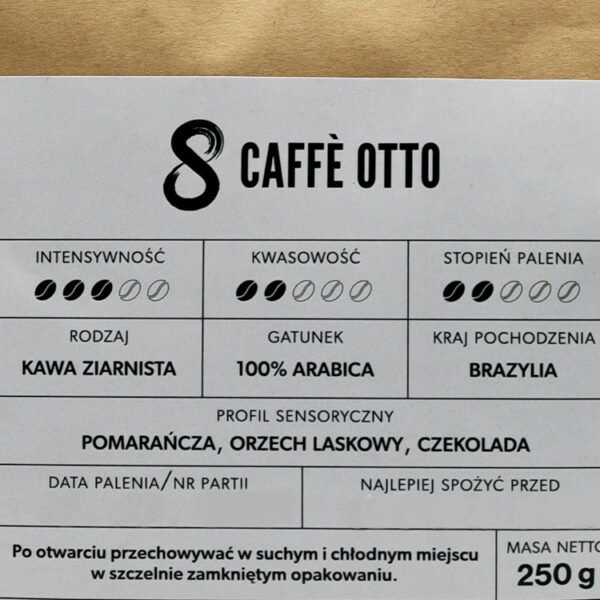 CAFFÈ OTTO
INTENSYWNOŚĆ
KWASOWOŚĆ
STOPIEŃ PALENIA
RODZAJ
KAWA ZIARNISTA
GATUNEK
100% ARABICA
KRAJ POCHODZENIA
BRAZYLIA
PROFIL SENSORYCZNY
POMARAŃCZA, ORZECH LASKOWY, CZEKOLADA
DATA PALENIA/NR PARTII
NAJLEPIEJ SPOŻYĆ PRZED
Po otwarciu przechowywać w suchym i chłodnym miejscu
w szczelnie zamkniętym opakowaniu.
MASA NETTO
250 g